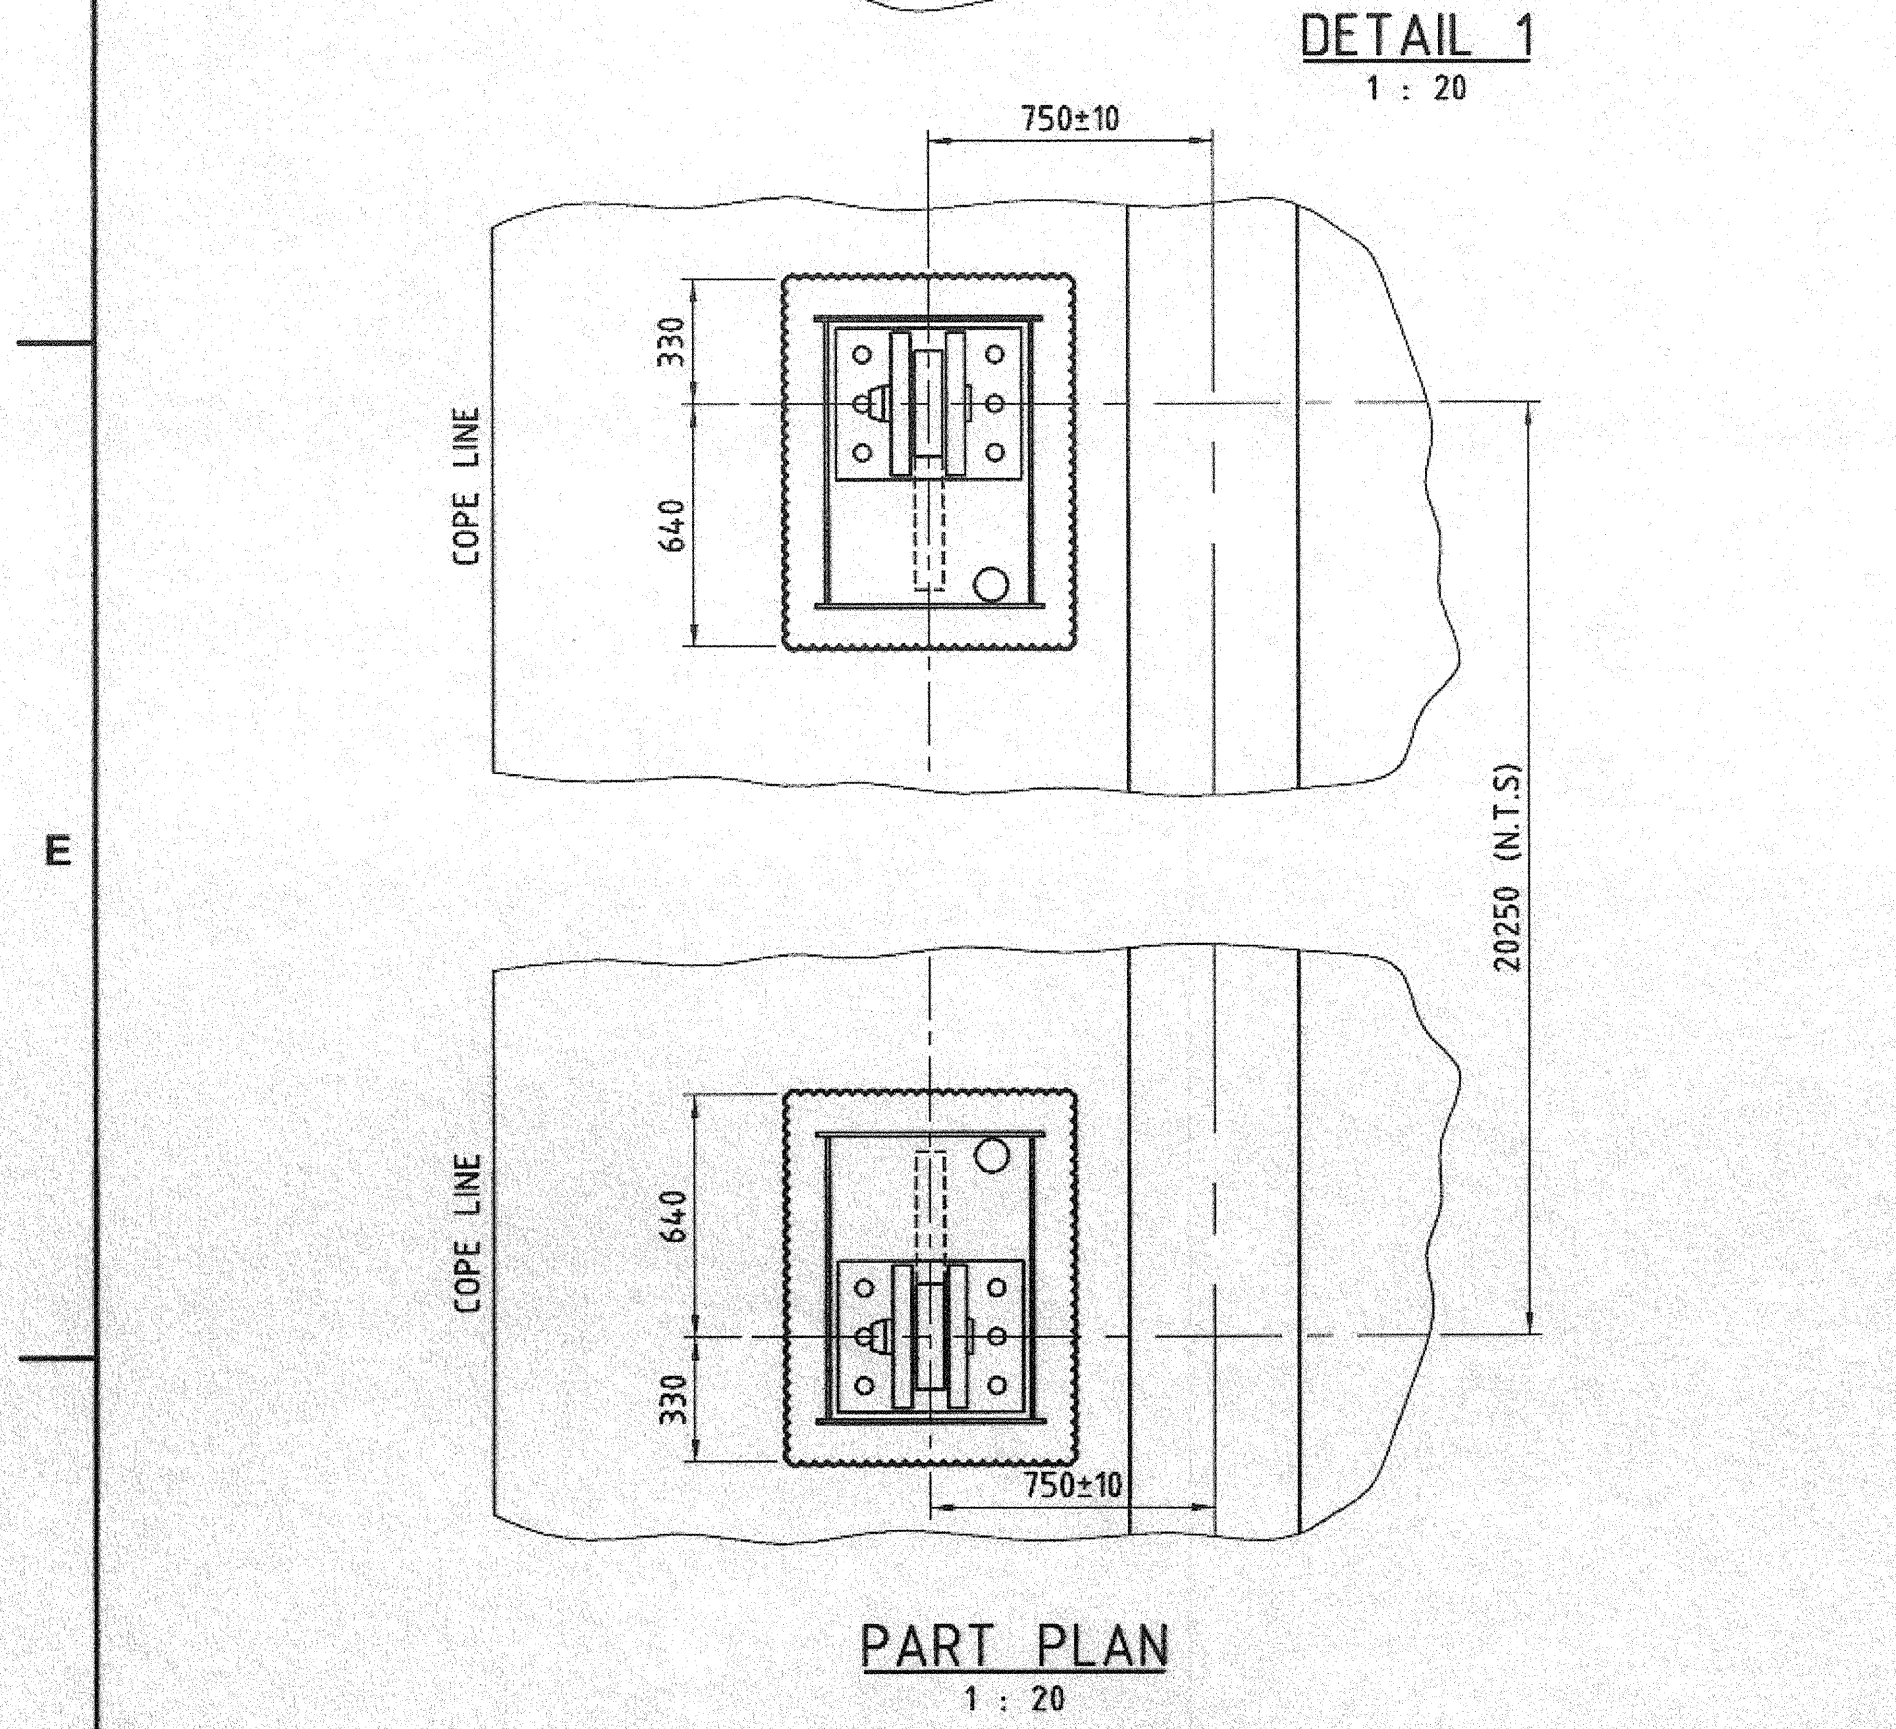 DETAIL 1
1 : 20
750±10
330
COPE LINE
640
20250 (N.T.S)
E
COPE LINE
640
330
750±10
PART PLAN
1 : 20